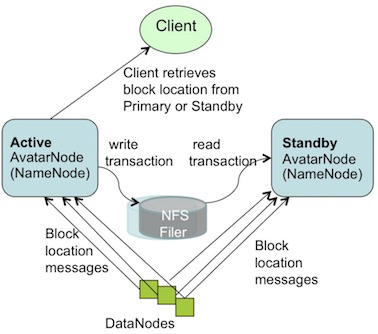 Client
Client retrieves
block location from
Primary or Standby
Active
AvatarNode
(NameNode)
write
transaction
read
transaction
Standby
AvatarNode
(NameNode)
NFS
Filer
Block
location
messages
Block
location
messages
DataNodes